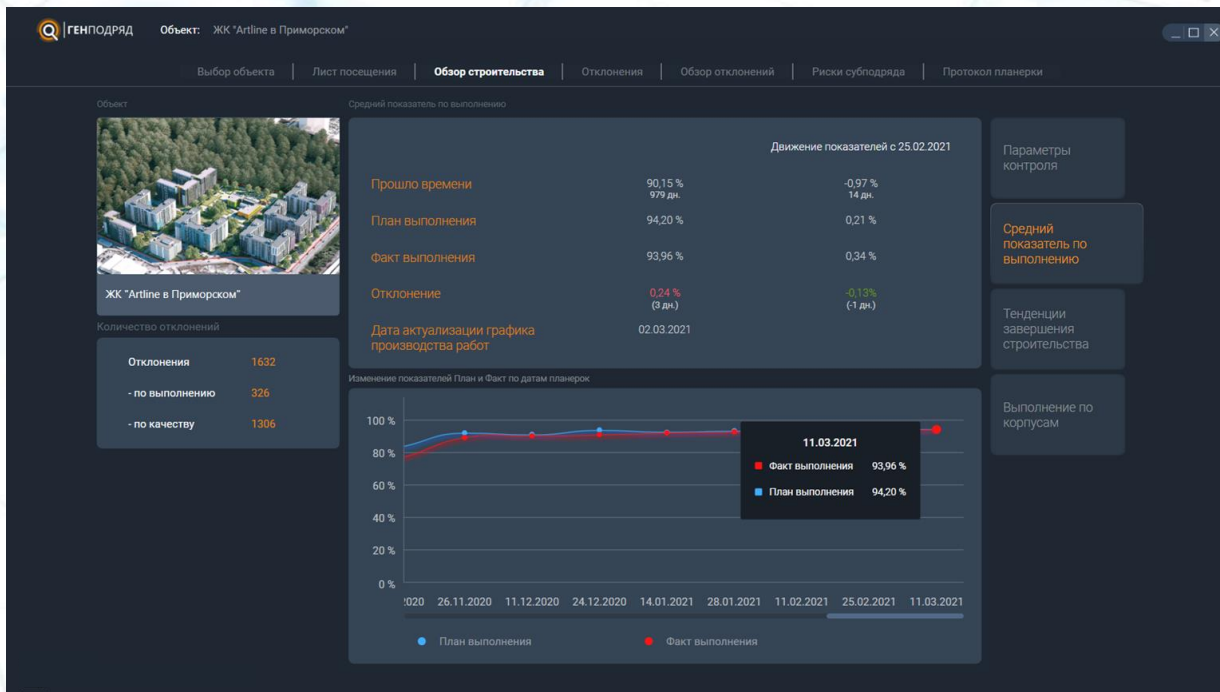 ГЕНПОДРЯД Объект: ЖК "Artline в Приморском"
Выбор объекта Лист посещения Обзор строительства Отклонения Обзор отклонений Риски субподряда Протокол планерки
Объект
ЖК "Artline в Приморском"
Количество отклонений
Отклонения 1632
- по выполнению 326
- по качеству 1306
Средний показатель по выполнению
Движение показателей с 25.02.2021
Прошло времени 90,15 % -0,97 %
979 дн. 14 дн.
План выполнения 94,20 % 0,21 %
Факт выполнения 93,96 % 0,34 %
Отклонение 0,24 % -0,13%
(3 дн.) (-1 дн.)
Дата актуализации графика 02.03.2021
производства работ
Изменение показателей План и Факт по датам планерок
100 %
80 %
60 %
40 %
20 %
0 %
11.03.2021
Факт выполнения 93,96 %
План выполнения 94,20 %
2020 26.11.2020 11.12.2020 24.12.2020 14.01.2021 28.01.2021 11.02.2021 25.02.2021 11.03.2021
План выполнения Факт выполнения
Параметры
контроля
Средний
показатель по
выполнению
Тенденции
завершения
строительства
Выполнение по
корпусам